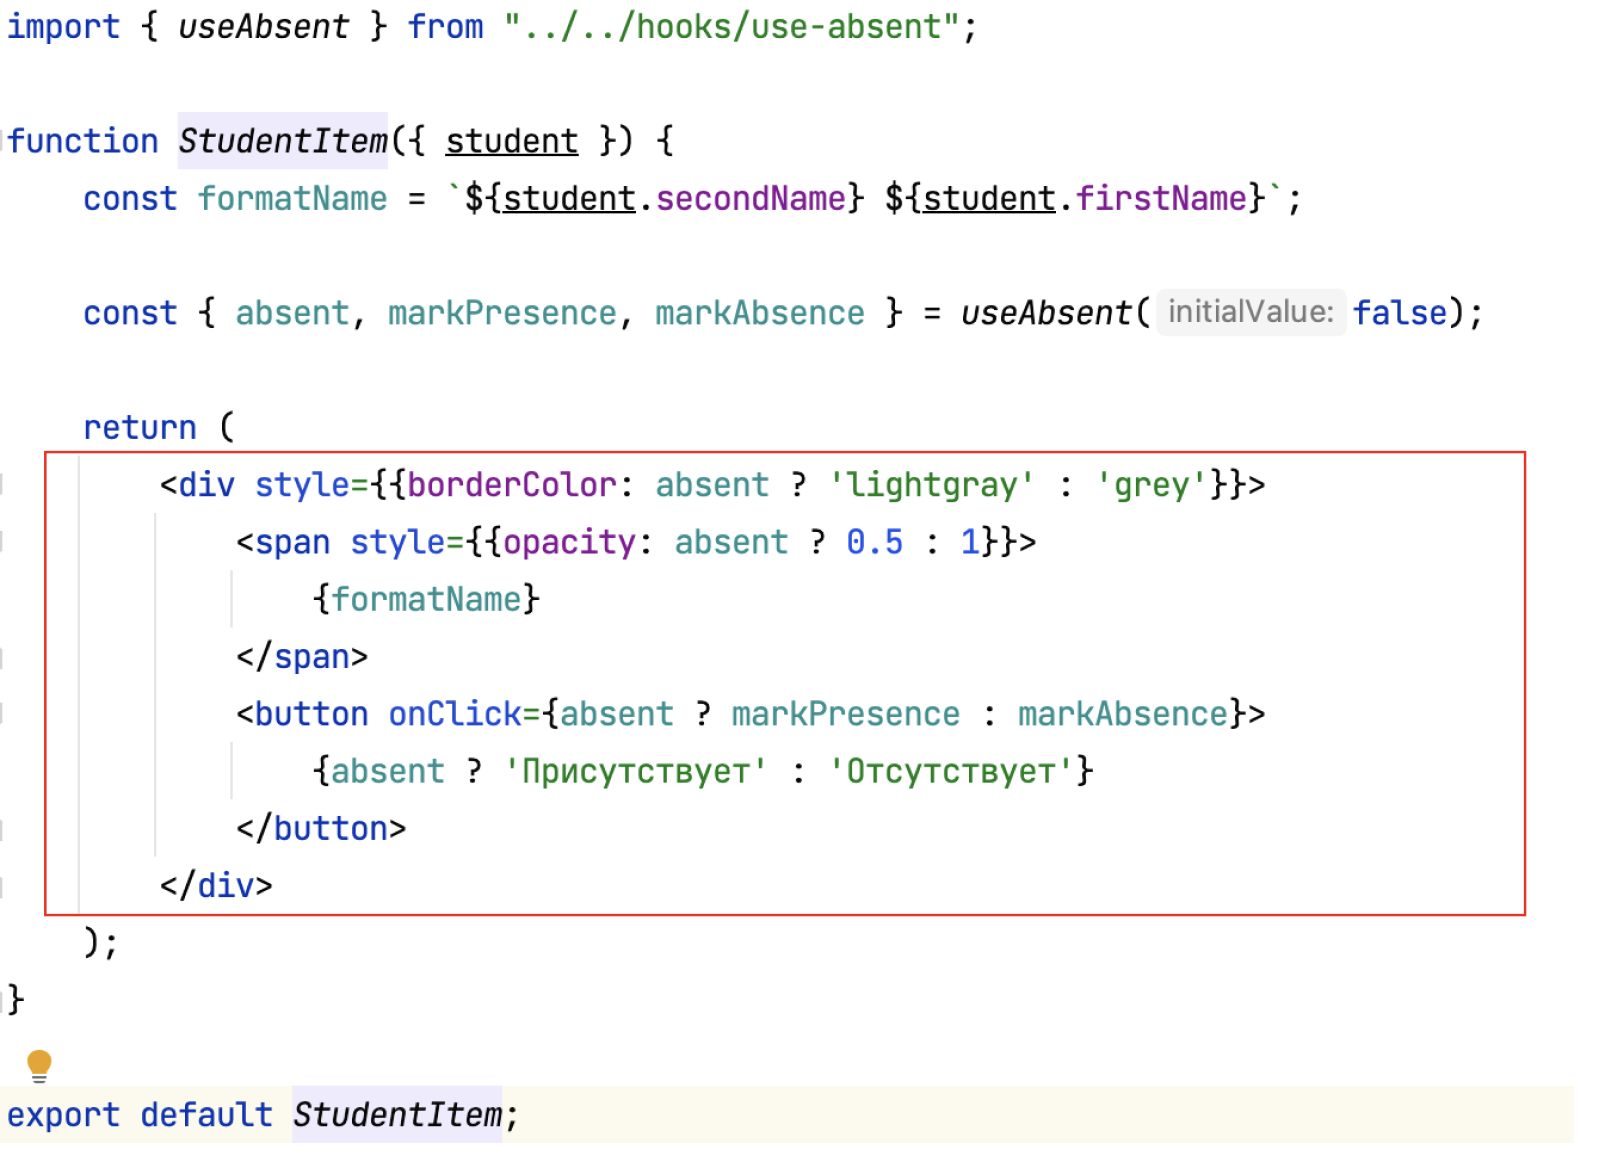 import { useAbsent } from "../../hooks/use-absent";
function StudentItem({ student }) {
const formatName = `${student.secondName} ${student.firstName}`;
const { absent, markPresence, markAbsence } = useAbsent( initialValue: false);
return (
<div style={{borderColor: absent ? 'lightgray' : 'grey'}}>
<span style={{opacity: absent ? 0.5 : 1}}>
{formatName}
</span>
<button onClick={absent ? markPresence : markAbsence}>
{absent ? 'Присутствует' : 'Отсутствует'}
</button>
</div>
);
}
export default StudentItem;